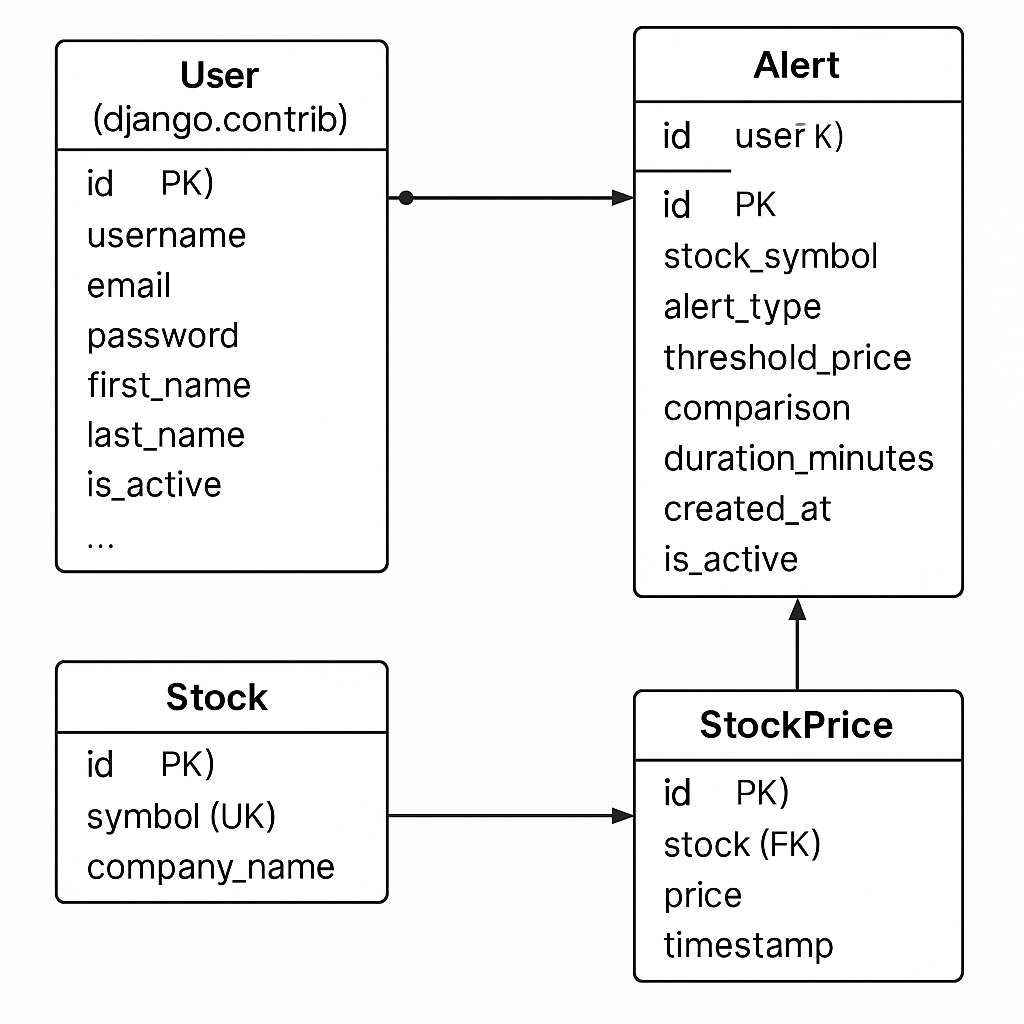 User
(django.contrib)
id PK)
username
email
password
first_name
last_name
is_active
...
Alert
id user K)
id PK
stock_symbol
alert_type
threshold_price
comparison
duration_minutes
created_at
is_active
Stock
id PK)
symbol (UK)
company_name
StockPrice
id PK)
stock (FK)
price
timestamp